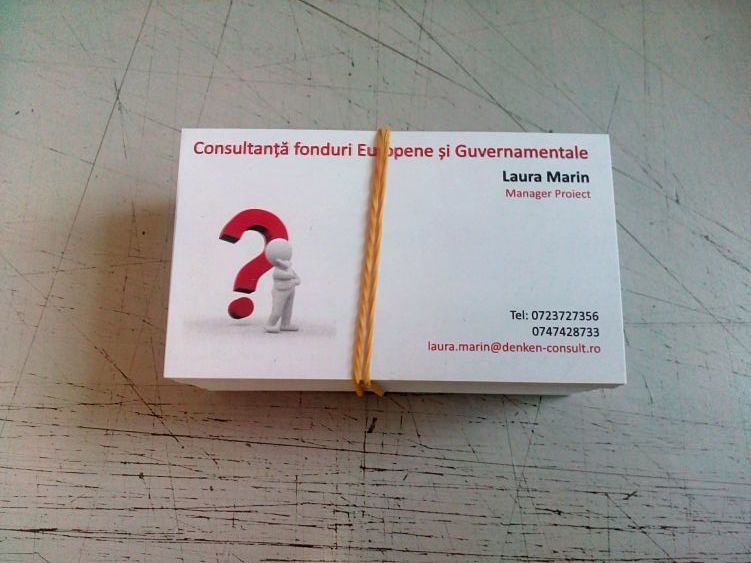 Consultanță fonduri Europene și Guvernamentale
Laura Marin
Manager Proiect
Tel: 0723727356
0747428733
laura.marin@denken-consult.ro